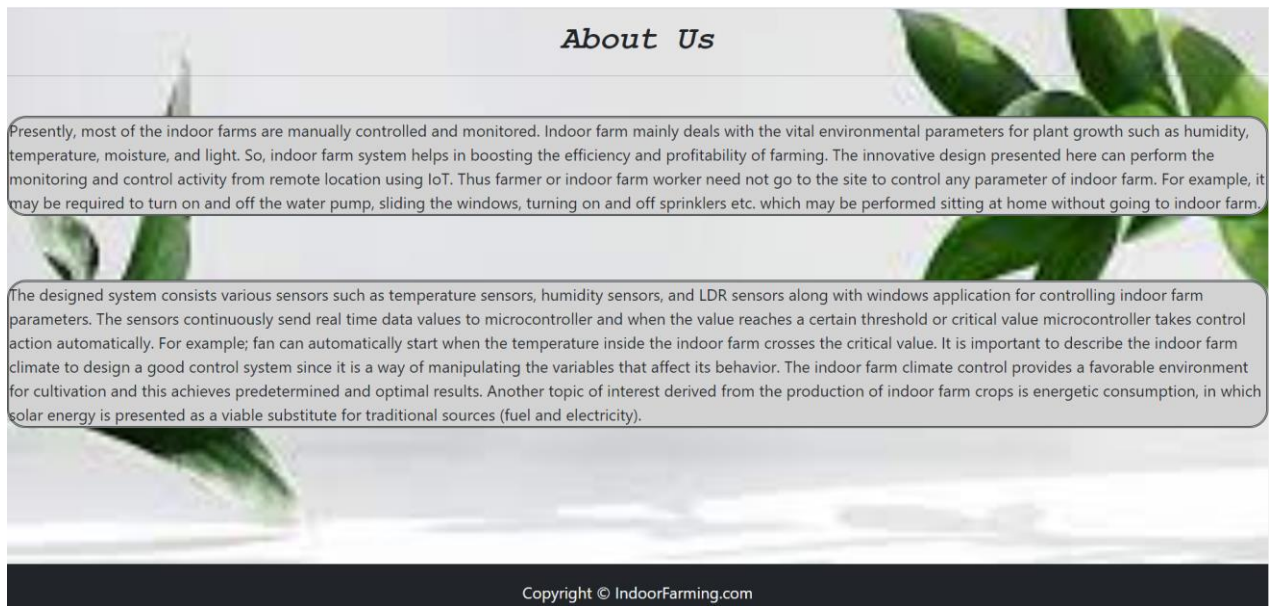 About Us
Presently, most of the indoor farms are manually controlled and monitored. Indoor farm mainly deals with the vital environmental parameters for plant growth such as humidity,
temperature, moisture, and light. So, indoor farm system helps in boosting the efficiency and profitability of farming. The innovative design presented here can perform the
monitoring and control activity from remote location using IoT. Thus farmer or indoor farm worker need not go to the site to control any parameter of indoor farm. For example, it
may be required to turn on and off the water pump, sliding the windows, turning on and off sprinklers etc. which may be performed sitting at home without going to indoor farm.
The designed system consists various sensors such as temperature sensors, humidity sensors, and LDR sensors along with windows application for controlling indoor farm
parameters. The sensors continuously send real time data values to microcontroller and when the value reaches a certain threshold or critical value microcontroller takes control
action automatically. For example; fan can automatically start when the temperature inside the indoor farm crosses the critical value. It is important to describe the indoor farm
climate to design a good control system since it is a way of manipulating the variables that affect its behavior. The indoor farm climate control provides a favorable environment
for cultivation and this achieves predetermined and optimal results. Another topic of interest derived from the production of indoor farm crops is energetic consumption, in which
solar energy is presented as a viable substitute for traditional sources (fuel and electricity).
Copyright © IndoorFarming.com